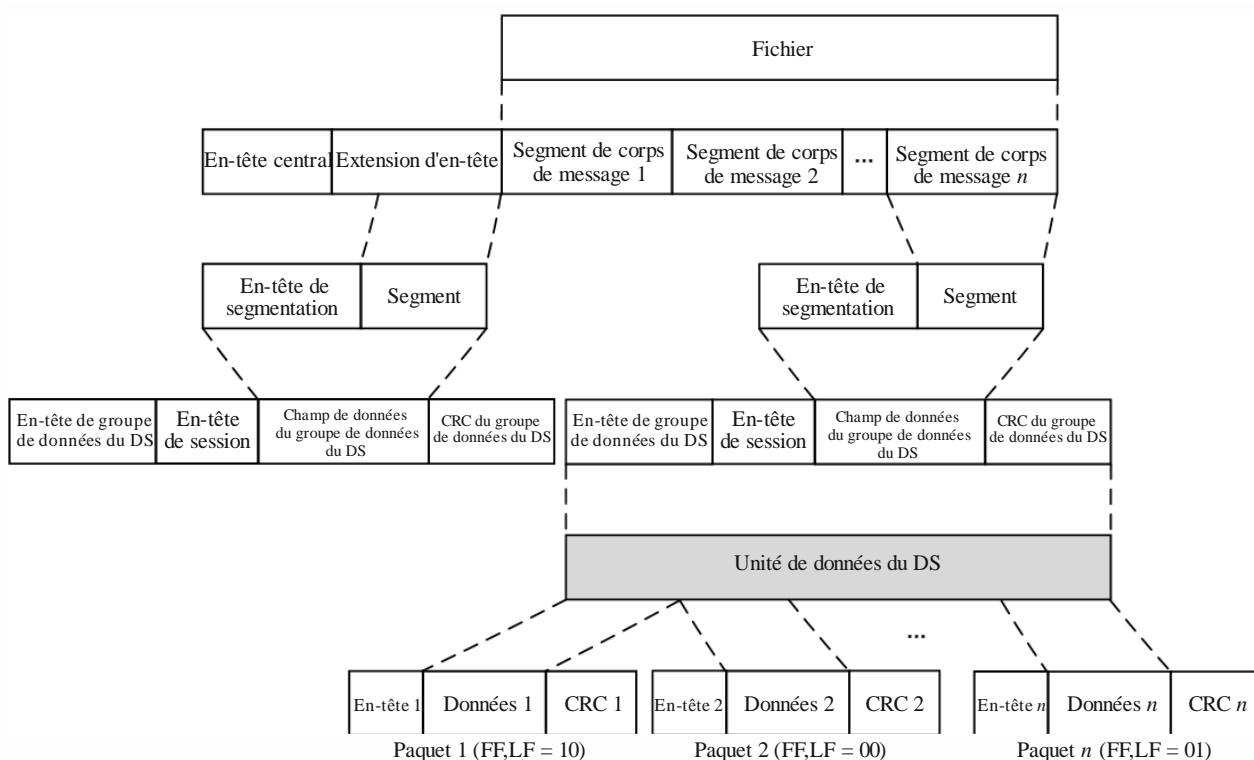 Fichier
En-tête central
Extension d'en-tête
Segment de corps
de message 1
Segment de corps
de message 2
...
Segment de corps
de message n
En-tête de
segmentation
Segment
En-tête de
segmentation
Segment
En-tête de groupe
de données du DS
En-tête
de session
Champ de données
du groupe de données
du DS
CRC du groupe
de données du DS
En-tête de groupe
de données du DS
En-tête
de session
Champ de données
du groupe de données
du DS
CRC du groupe
de données du DS
Unité de données du DS
...
En-tête 1
Données 1
CRC 1
En-tête 2
Données 2
CRC 2
En-tête n
Données n
CRC n
Paquet 1 (FF,LF = 10)
Paquet 2 (FF,LF = 00)
Paquet n (FF,LF = 01)